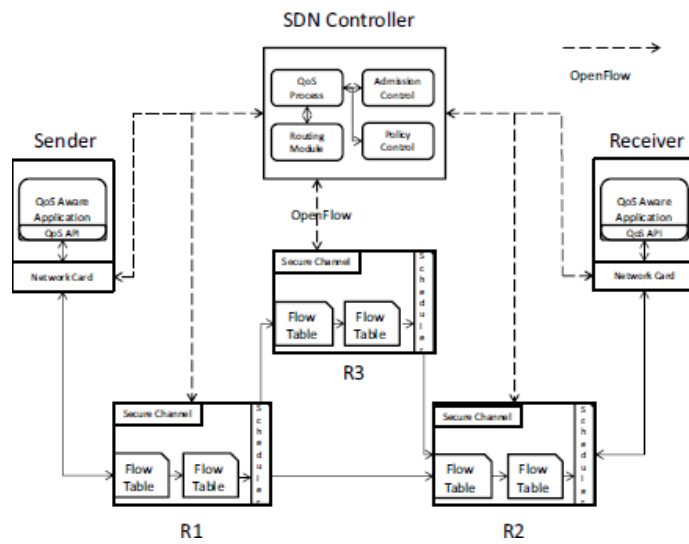 SDN Controller
OpenFlow
QoS
Process
Admission
Control
Routing
Module
Policy
Control
Sender
QoS Aware
Application
QoS API
Network Card
Receiver
QoS Aware
Application
QoS API
Network Card
OpenFlow
Secure Channel
Flow
Table
Flow
Table
Scheduler
R3
Secure Channel
Flow
Table
Flow
Table
Scheduler
R1
Secure Channel
Flow
Table
Flow
Table
Scheduler
R2